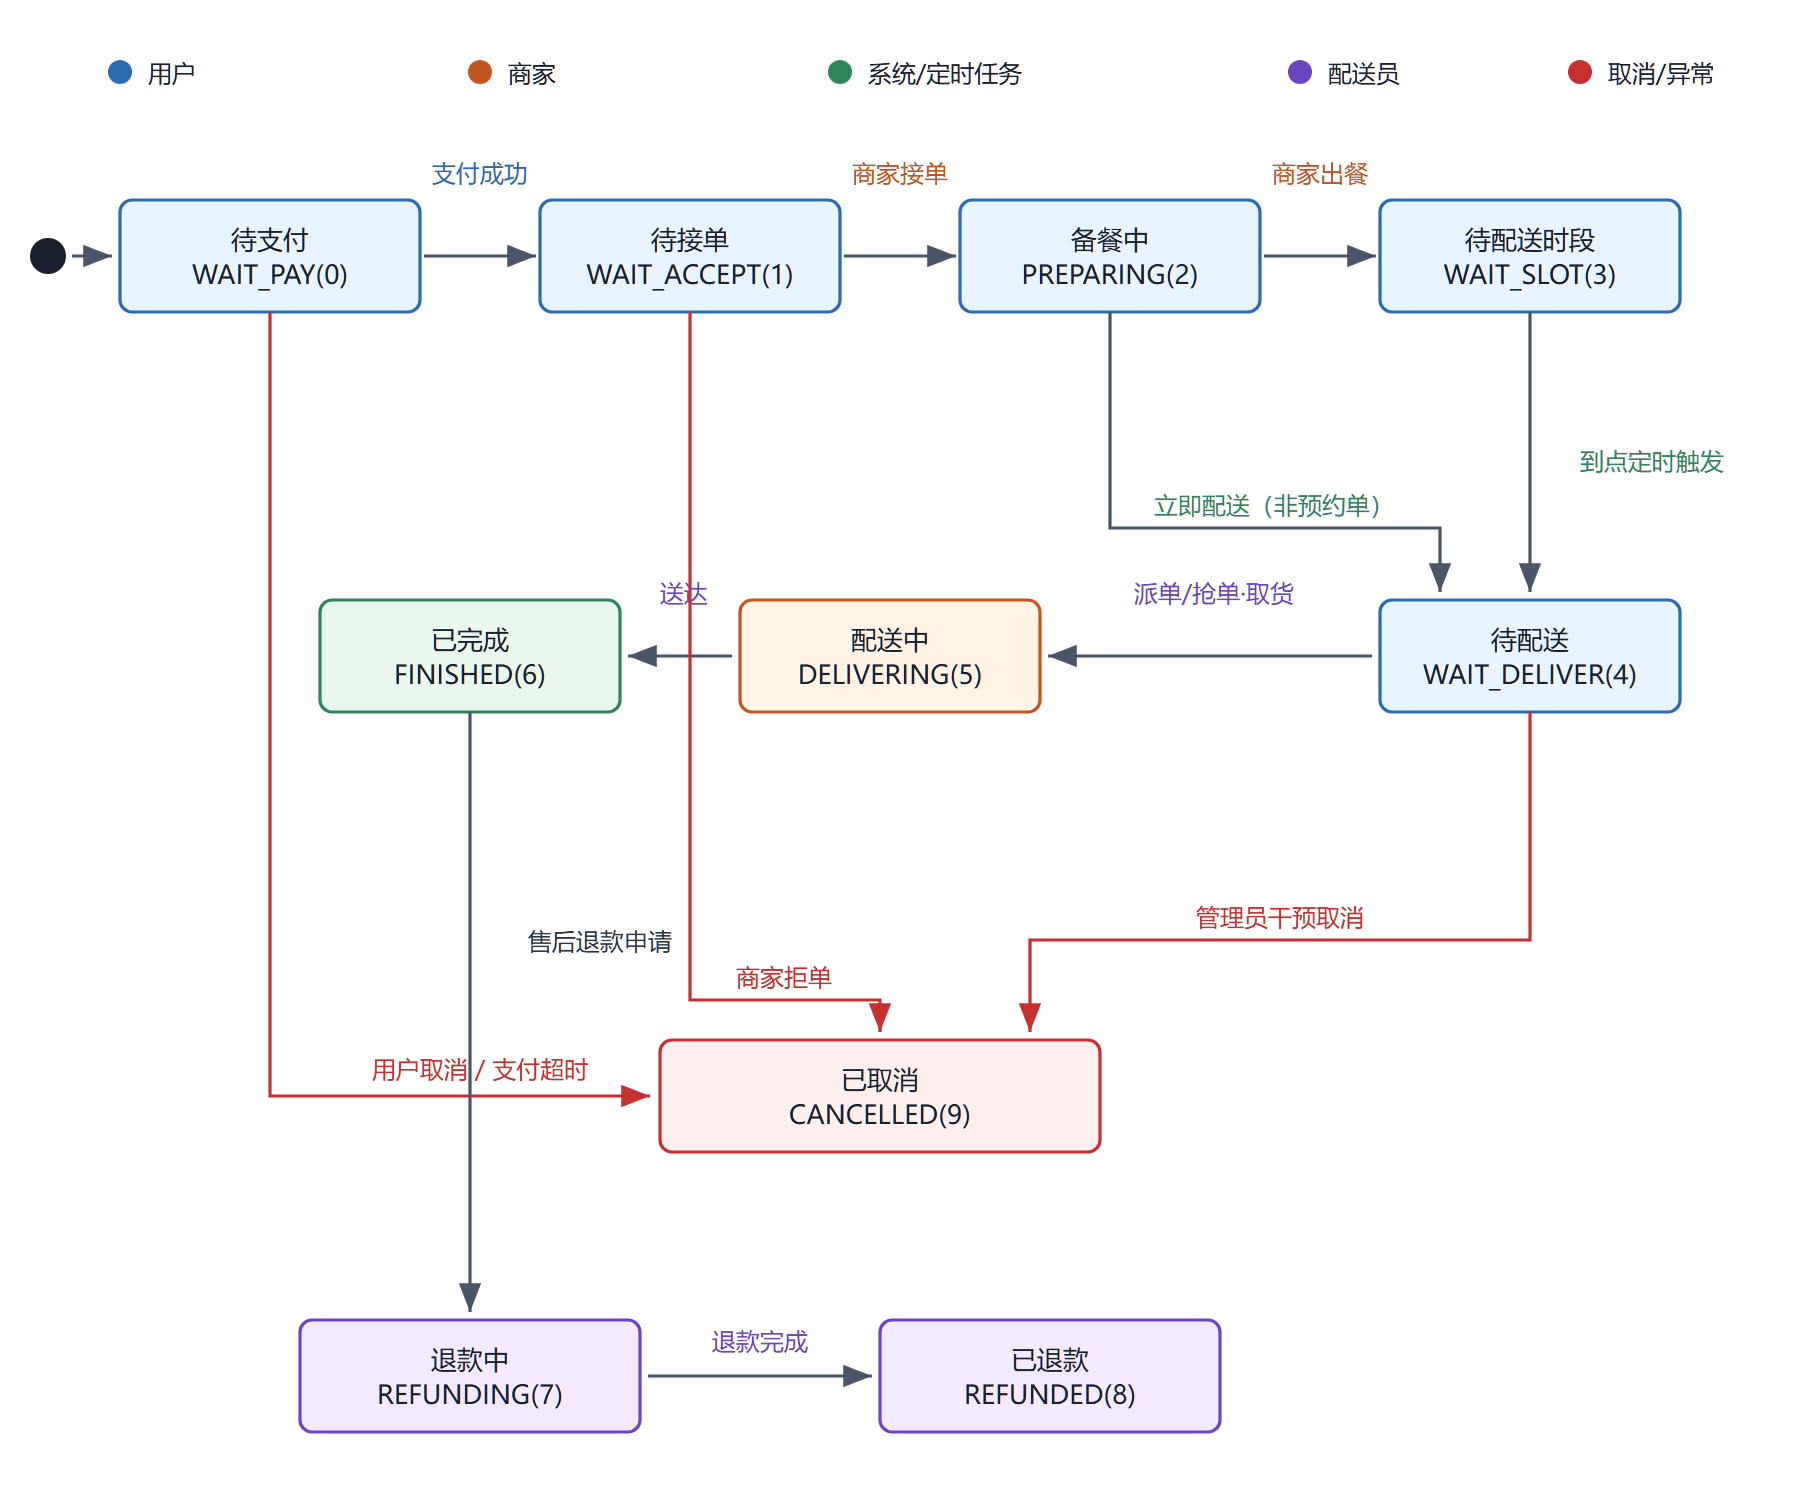 用户
商家
系统/定时任务
配送员
取消/异常
支付成功
商家接单
商家出餐
待支付
WAIT_PAY(0)
待接单
WAIT_ACCEPT(1)
备餐中
PREPARING(2)
待配送时段
WAIT_SLOT(3)
到点定时触发
立即配送（非预约单）
送达
派单/抢单·取货
已完成
FINISHED(6)
配送中
DELIVERING(5)
待配送
WAIT_DELIVER(4)
管理员干预取消
售后退款申请
商家拒单
用户取消 / 支付超时
已取消
CANCELLED(9)
退款中
REFUNDING(7)
退款完成
已退款
REFUNDED(8)